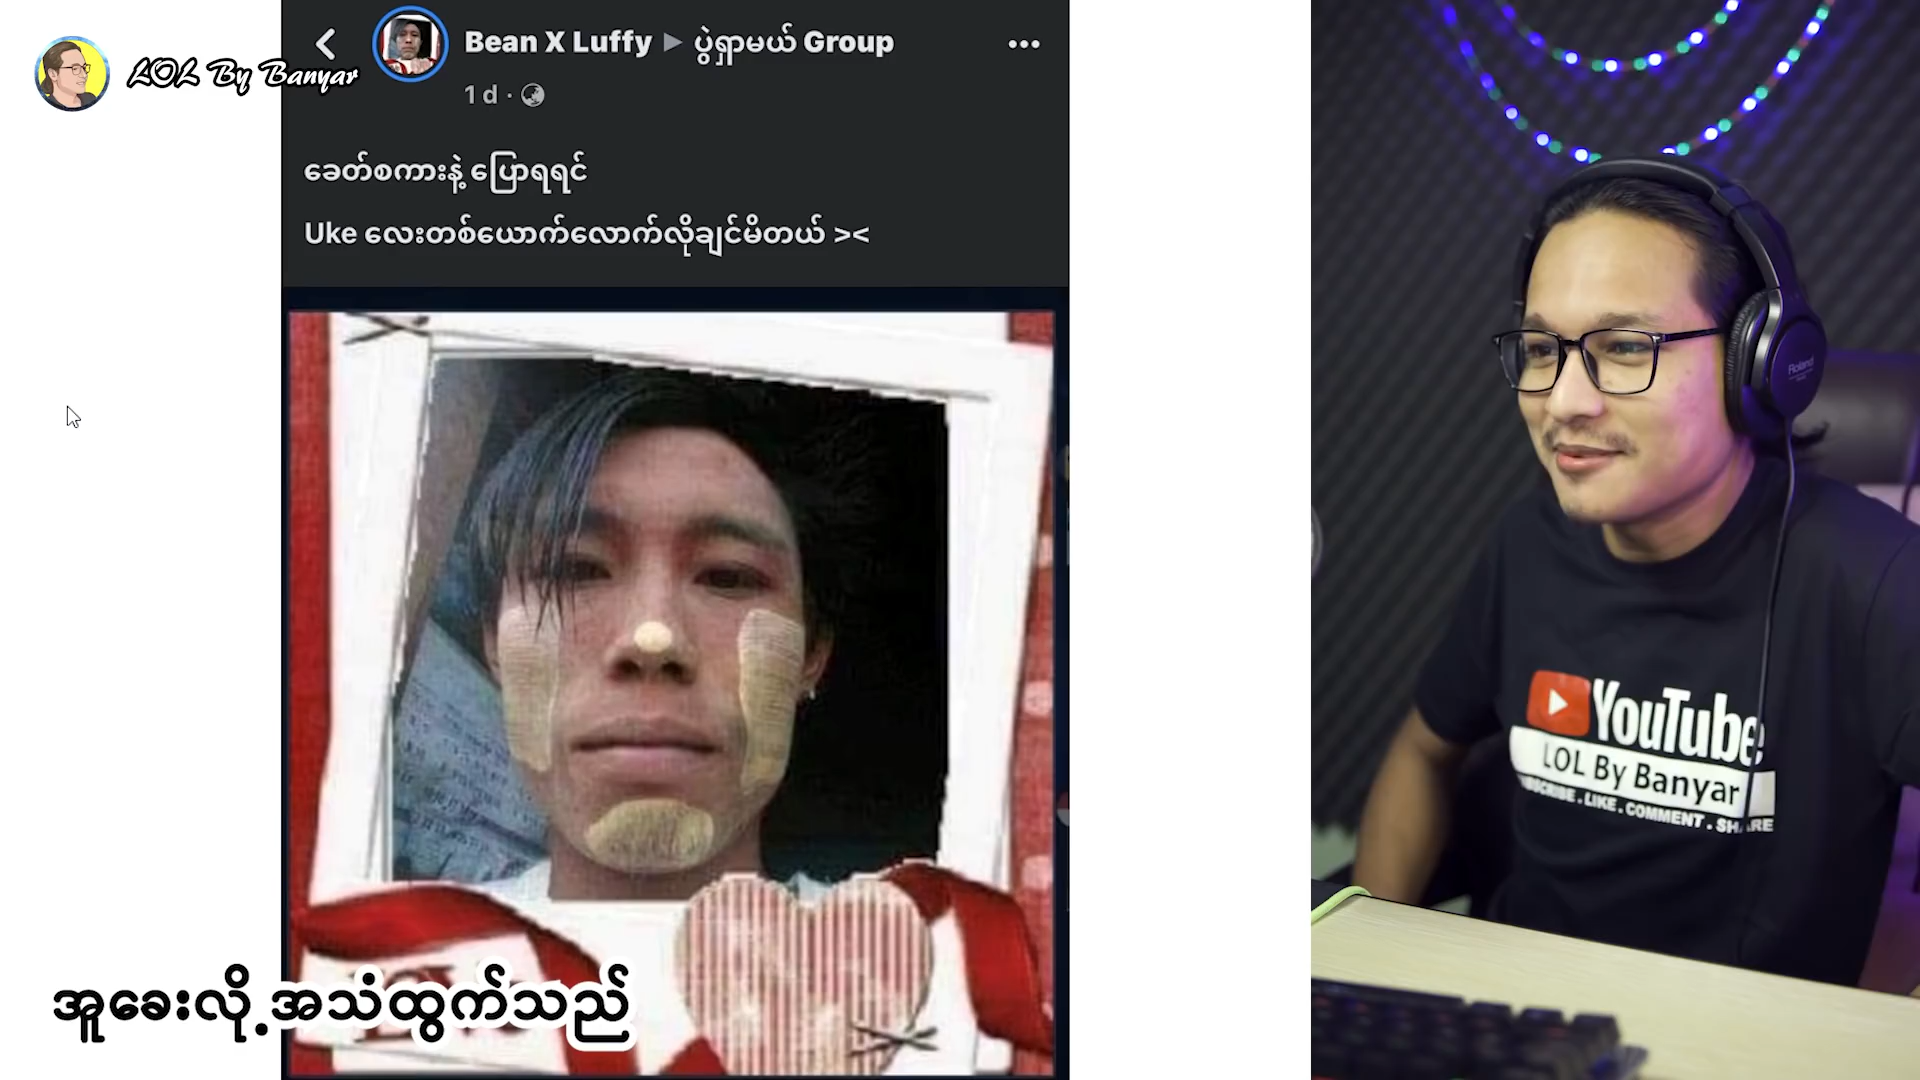 LOL By Banyar
Bean X Luffy ▸ ပွဲရှာမယ် Group
1 d ·
ခေတ်စကားနဲ့ ပြောရရင်
Uke လေးတစ်ယောက်လောက်လိုချင်မိတယ် ><
အူခေးလို့အသံထွက်သည်
Roland
YouTube
LOL By Banyar
SCRIBE . LIKE . COMMENT . SHARE